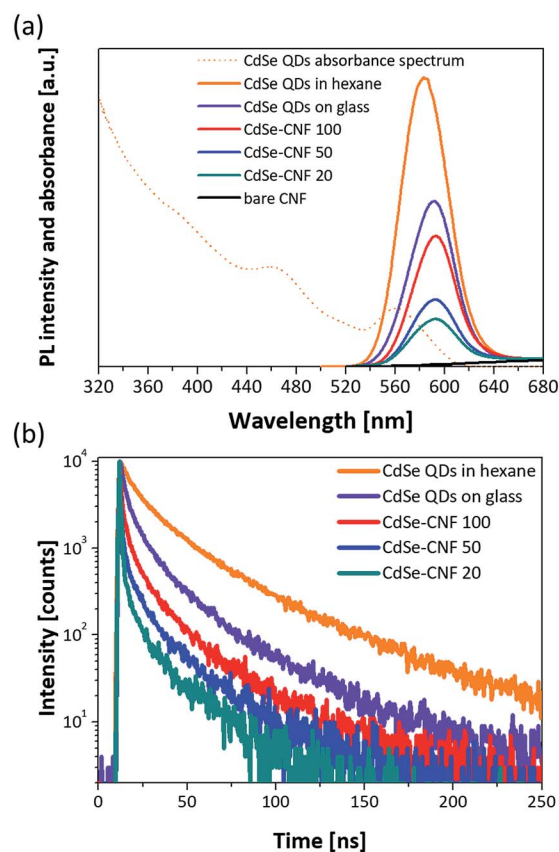 (a)
PL intensity and absorbance [a.u.]
CdSe QDs absorbance spectrum
CdSe QDs in hexane
CdSe QDs on glass
CdSe-CNF 100
CdSe-CNF 50
CdSe-CNF 20
bare CNF
320 360 400 440 480 520 560 600 640 680
Wavelength [nm]
(b)
Intensity [counts]
10⁴
10³
10²
10¹
CdSe QDs in hexane
CdSe QDs on glass
CdSe-CNF 100
CdSe-CNF 50
CdSe-CNF 20
0 50 100 150 200 250
Time [ns]